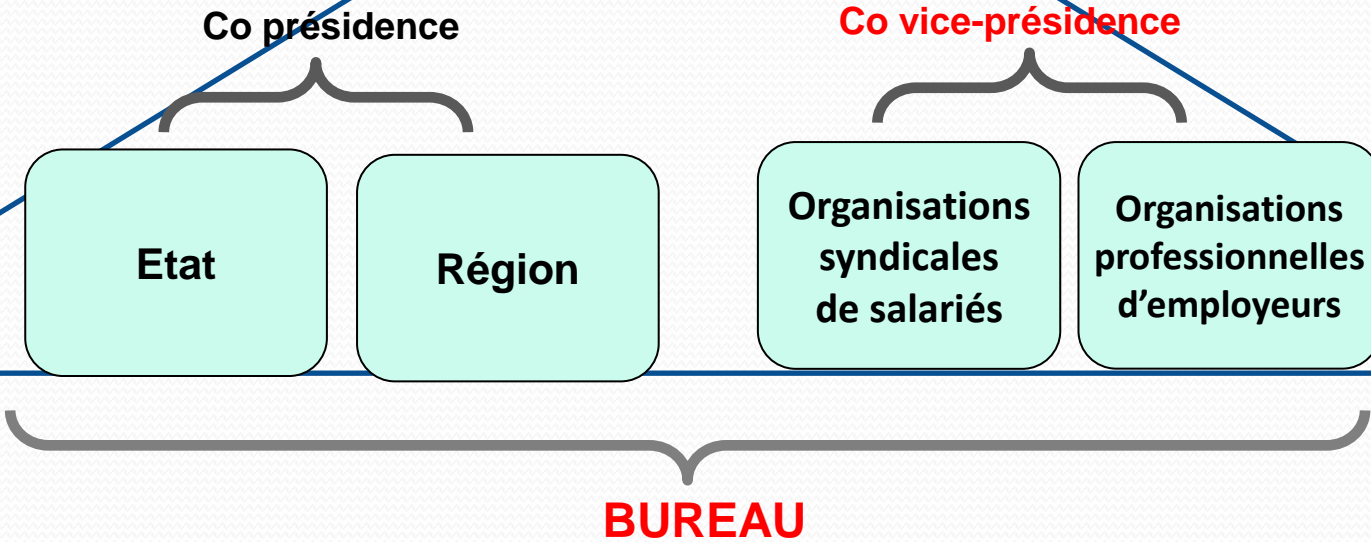 Co présidence
Co vice-présidence
Etat
Région
Organisations
syndicales
de salariés
Organisations
professionnelles
d'employeurs
BUREAU